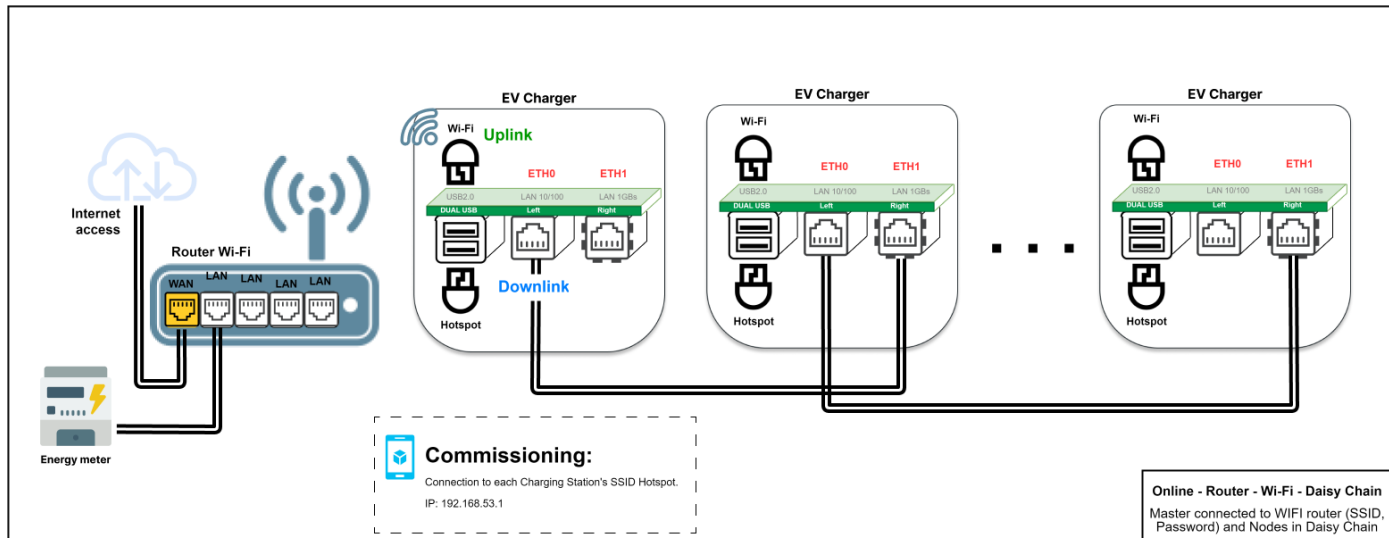 Internet
access
Router Wi-Fi
WAN
LAN
LAN
LAN
LAN
Energy meter
EV Charger
Wi-Fi
Uplink
ETH0
ETH1
USB2.0
LAN 10/100
LAN 1GBs
DUAL USB
Left
Right
Downlink
Hotspot
EV Charger
Wi-Fi
ETH0
ETH1
USB2.0
LAN 10/100
LAN 1GBs
DUAL USB
Left
Right
Hotspot
EV Charger
Wi-Fi
ETH0
ETH1
USB2.0
LAN 10/100
LAN 1GBs
DUAL USB
Left
Right
Hotspot
Commissioning:
Connection to each Charging Station's SSID Hotspot.
IP: 192.168.53.1
Online - Router - Wi-Fi - Daisy Chain
Master connected to WIFI router (SSID,
Password) and Nodes in Daisy Chain